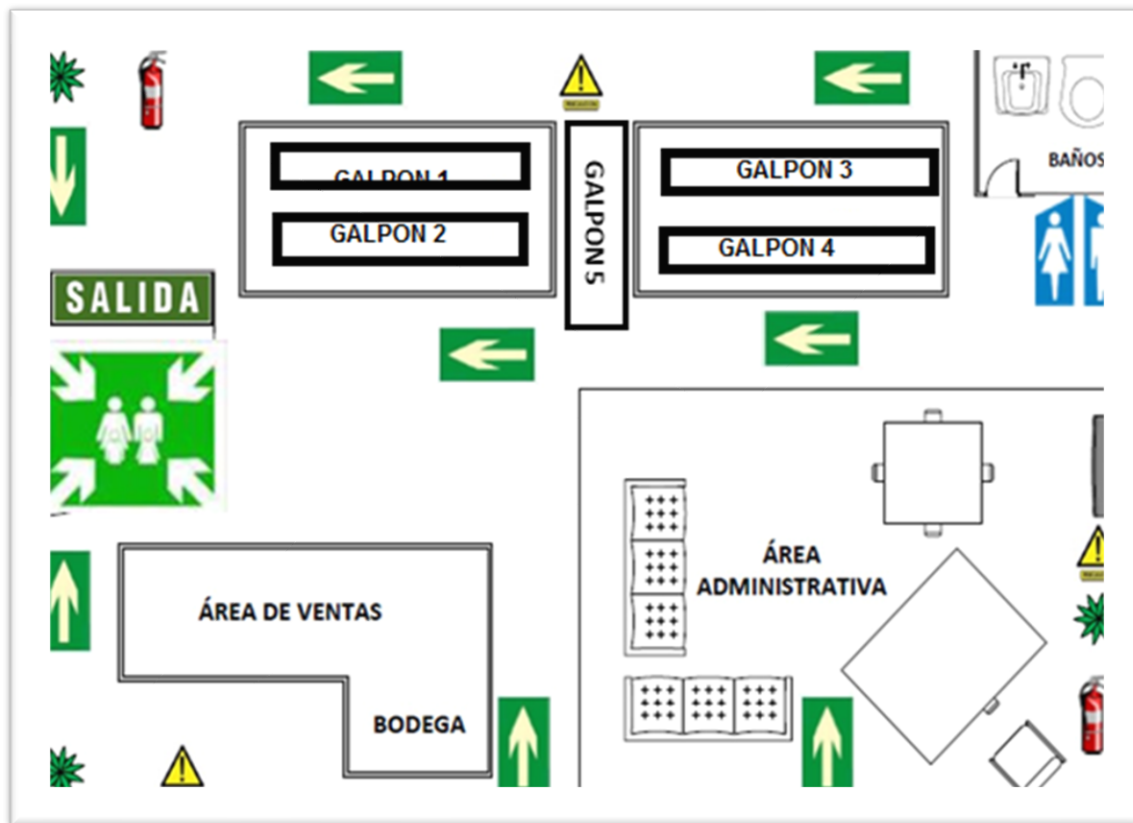 BAÑOS
GALPON 1
GALPON 2
GALPON 5
GALPON 3
GALPON 4
SALIDA
ÁREA DE VENTAS
BODEGA
ÁREA
ADMINISTRATIVA